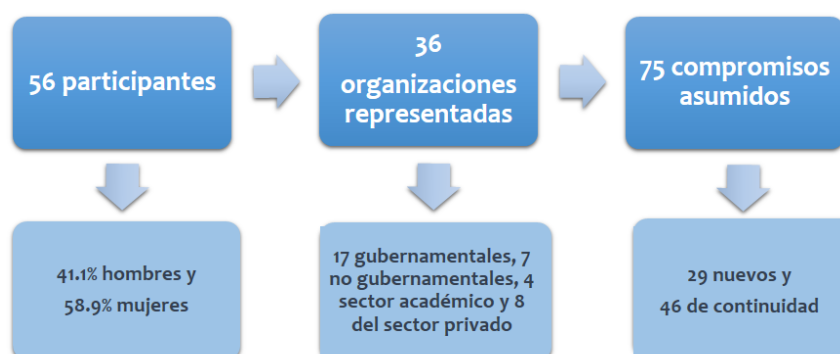 56 participantes
36
organizaciones
representadas
75 compromisos
asumidos
41.1% hombres y
58.9% mujeres
17 gubernamentales, 7
no gubernamentales, 4
sector académico y 8
del sector privado
29 nuevos y
46 de continuidad